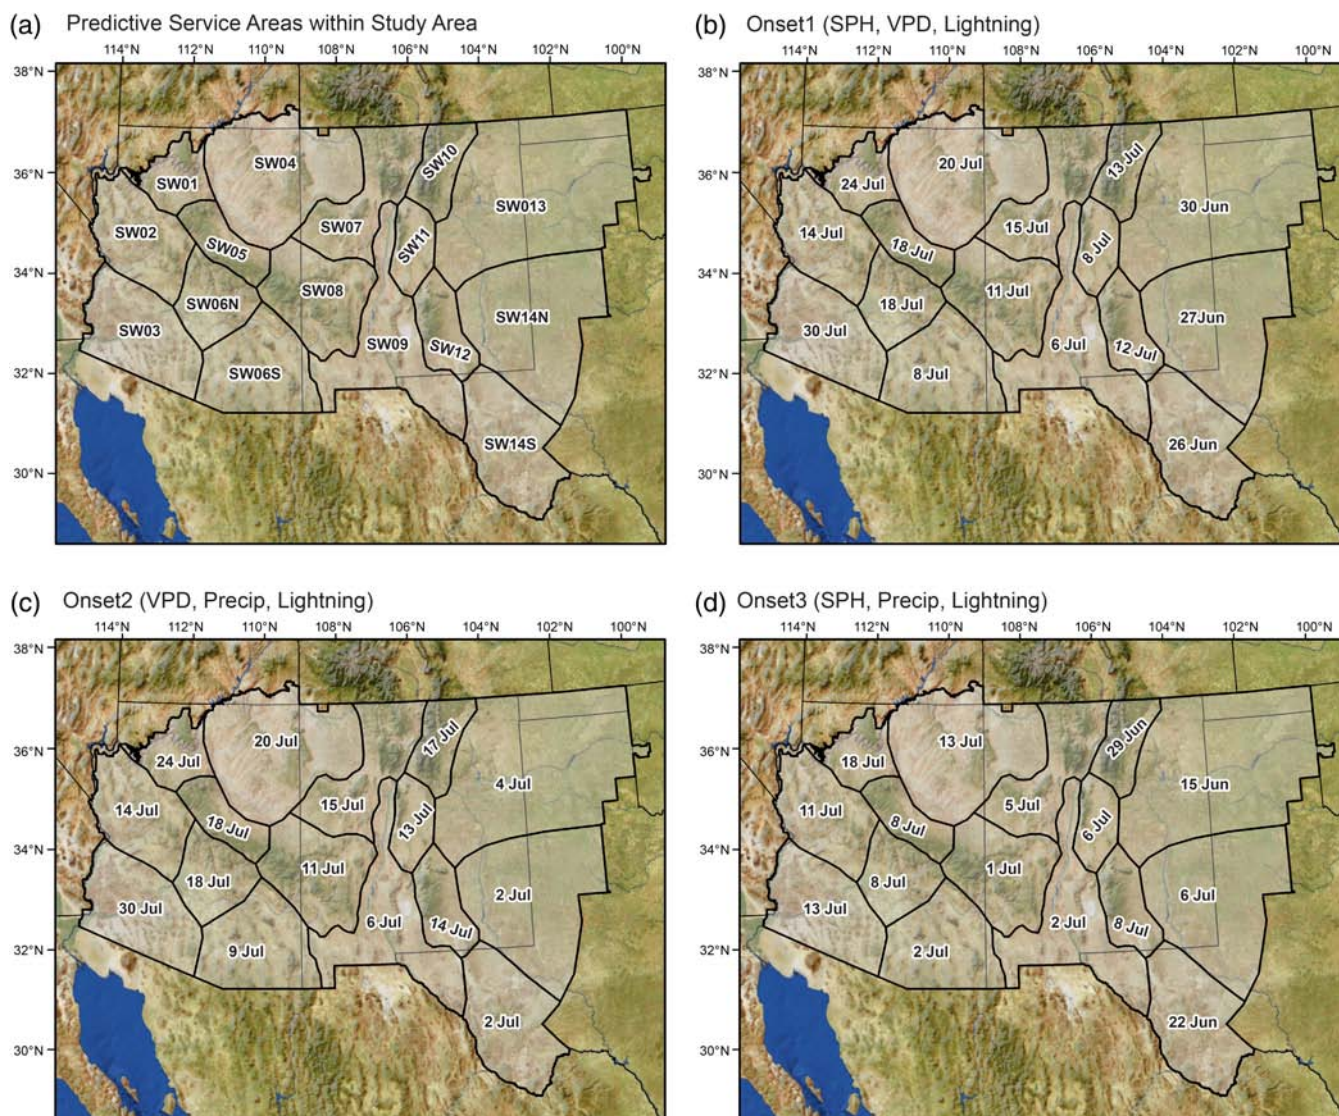 (a) Predictive Service Areas within Study Area
114°N 112°N 110°N 108°N 106°N 104°N 102°N 100°N
38°N
36°N
34°N
32°N
30°N
SW10
SW04
SW01
SW013
SW07
SW02
SW11
SW05
SW08
SW06N
SW14N
SW03
SW09
SW12
SW06S
SW14S
(b) Onset1 (SPH, VPD, Lightning)
114°N 112°N 110°N 108°N 106°N 104°N 102°N 100°N
38°N
36°N
34°N
32°N
30°N
13 Jul
20 Jul
24 Jul
30 Jun
15 Jul
14 Jul
8 Jul
18 Jul
11 Jul
18 Jul
27Jun
30 Jul
6 Jul
12 Jul
8 Jul
26 Jun
(c) Onset2 (VPD, Precip, Lightning)
114°N 112°N 110°N 108°N 106°N 104°N 102°N 100°N
38°N
36°N
34°N
32°N
30°N
17 Jul
20 Jul
24 Jul
4 Jul
15 Jul
14 Jul
13 Jul
18 Jul
11 Jul
18 Jul
2 Jul
30 Jul
6 Jul
14 Jul
9 Jul
2 Jul
(d) Onset3 (SPH, Precip, Lightning)
114°N 112°N 110°N 108°N 106°N 104°N 102°N 100°N
38°N
36°N
34°N
32°N
30°N
29 Jun
13 Jul
18 Jul
15 Jun
5 Jul
11 Jul
6 Jul
8 Jul
1 Jul
8 Jul
6 Jul
13 Jul
2 Jul
8 Jul
2 Jul
22 Jun